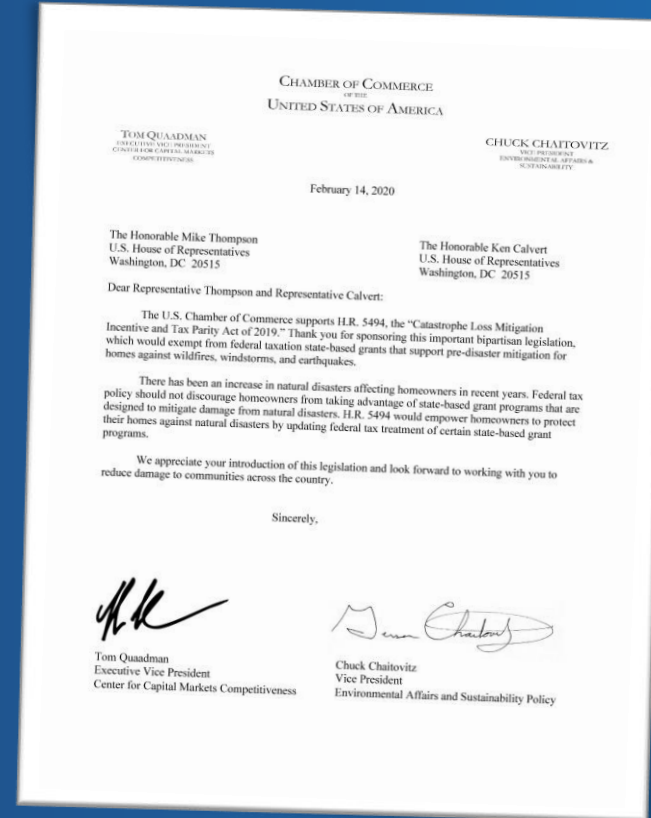 CHAMBER OF COMMERCE
OF THE
UNITED STATES OF AMERICA
TOM QUAADMAN
EXECUTIVE VICE PRESIDENT
CENTER FOR CAPITAL MARKETS
COMPETITIVENESS
CHUCK CHAITOVITZ
VICE PRESIDENT
ENVIRONMENTAL AFFAIRS &
SUSTAINABILITY
February 14, 2020
The Honorable Mike Thompson
U.S. House of Representatives
Washington, DC 20515
The Honorable Ken Calvert
U.S. House of Representatives
Washington, DC 20515
Dear Representative Thompson and Representative Calvert:
The U.S. Chamber of Commerce supports H.R. 5494, the “Catastrophe Loss Mitigation
Incentive and Tax Parity Act of 2019.” Thank you for sponsoring this important bipartisan legislation,
which would exempt from federal taxation state-based grants that support pre-disaster mitigation for
homes against wildfires, windstorms, and earthquakes.
There has been an increase in natural disasters affecting homeowners in recent years. Federal tax
policy should not discourage homeowners from taking advantage of state-based grant programs that are
designed to mitigate damage from natural disasters. H.R. 5494 would empower homeowners to protect
their homes against natural disasters by updating federal tax treatment of certain state-based grant
programs.
We appreciate your introduction of this legislation and look forward to working with you to
reduce damage to communities across the country.
Sincerely,
Tom Quaadman
Executive Vice President
Center for Capital Markets Competitiveness
Chuck Chaitovitz
Vice President
Environmental Affairs and Sustainability Policy